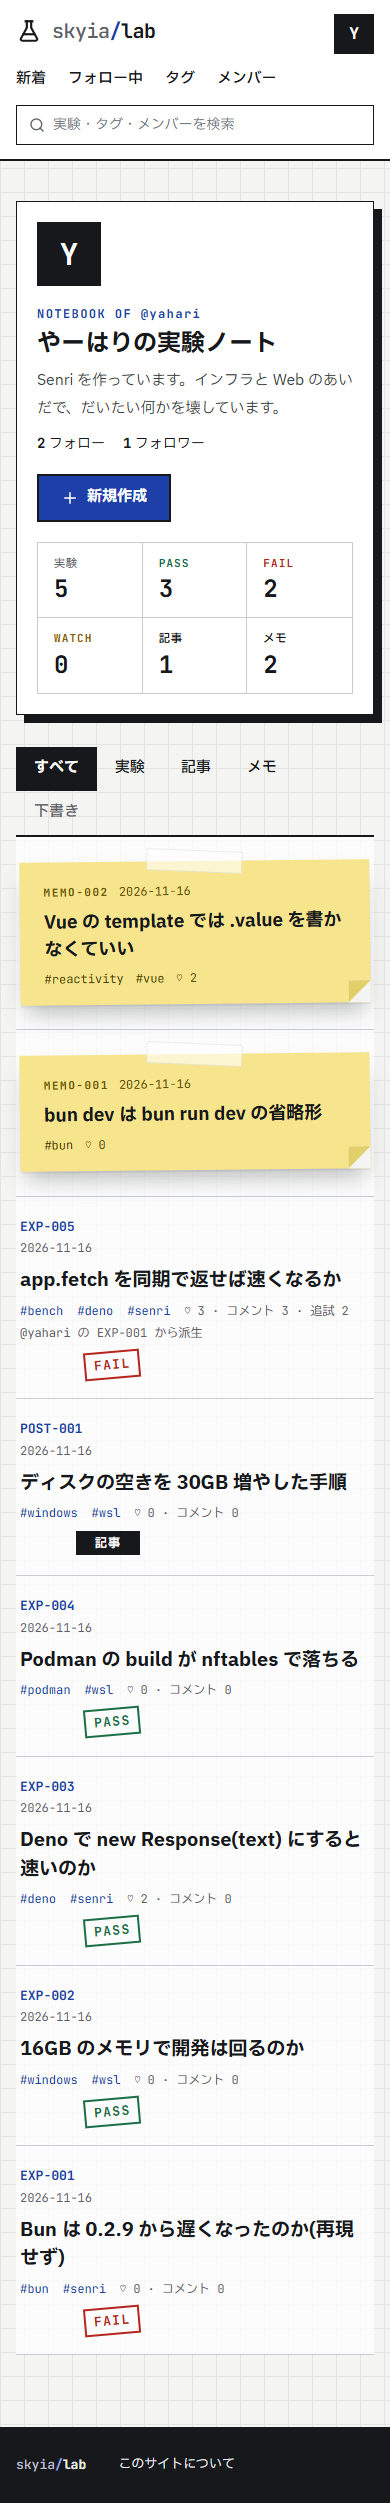 skyia/lab
Y
新着 フォロー中 タグ メンバー
実験・タグ・メンバーを検索
Y
NOTEBOOK OF @yahari
やーはりの実験ノート
Senri を作っています。インフラと Web のあい
だで、だいたい何かを壊しています。
2 フォロー 1 フォロワー
+ 新規作成
実験 PASS FAIL
5 3 2
WATCH 記事 メモ
0 1 2
すべて 実験 記事 メモ
下書き
MEMO-002 2026-11-16
Vue の template では .value を書か
なくていい
#reactivity #vue ♡ 2
MEMO-001 2026-11-16
bun dev は bun run dev の省略形
#bun ♡ 0
EXP-005
2026-11-16
app.fetch を同期で返せば速くなるか
#bench #deno #senri ♡ 3 · コメント 3 · 追試 2
@yahari の EXP-001 から派生
FAIL
POST-001
2026-11-16
ディスクの空きを 30GB 増やした手順
#windows #wsl ♡ 0 · コメント 0
記事
EXP-004
2026-11-16
Podman の build が nftables で落ちる
#podman #wsl ♡ 0 · コメント 0
PASS
EXP-003
2026-11-16
Deno で new Response(text) にすると
速いのか
#deno #senri ♡ 2 · コメント 0
PASS
EXP-002
2026-11-16
16GB のメモリで開発は回るのか
#windows #wsl ♡ 0 · コメント 0
PASS
EXP-001
2026-11-16
Bun は 0.2.9 から遅くなったのか(再現
せず)
#bun #senri ♡ 0 · コメント 0
FAIL
skyia/lab このサイトについて